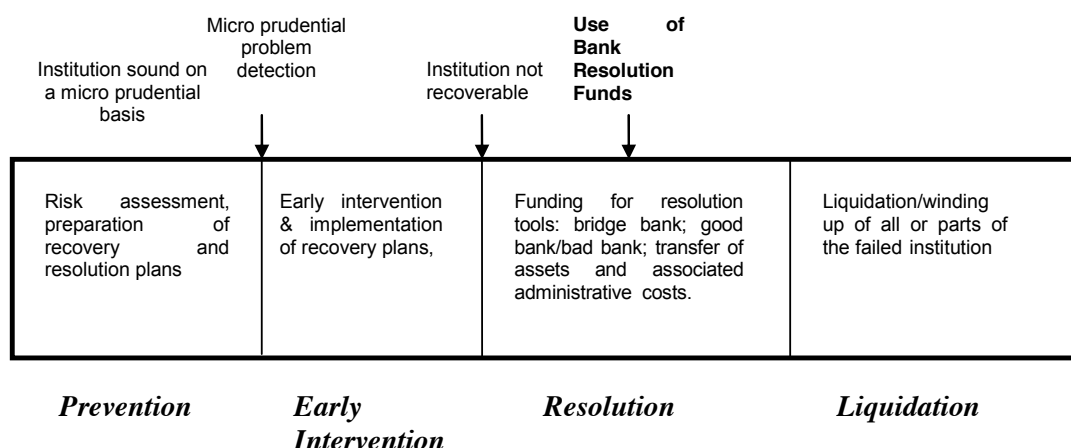 Institution sound on
a micro prudential
basis
Micro prudential
problem
detection
Institution not
recoverable
Use of
Bank
Resolution
Funds
Risk assessment,
preparation of
recovery and
resolution plans
Early intervention
& implementation
of recovery plans,
Funding for resolution
tools: bridge bank; good
bank/bad bank; transfer of
assets and associated
administrative costs.
Liquidation/winding
up of all or parts of
the failed institution
Prevention
Early
Intervention
Resolution
Liquidation